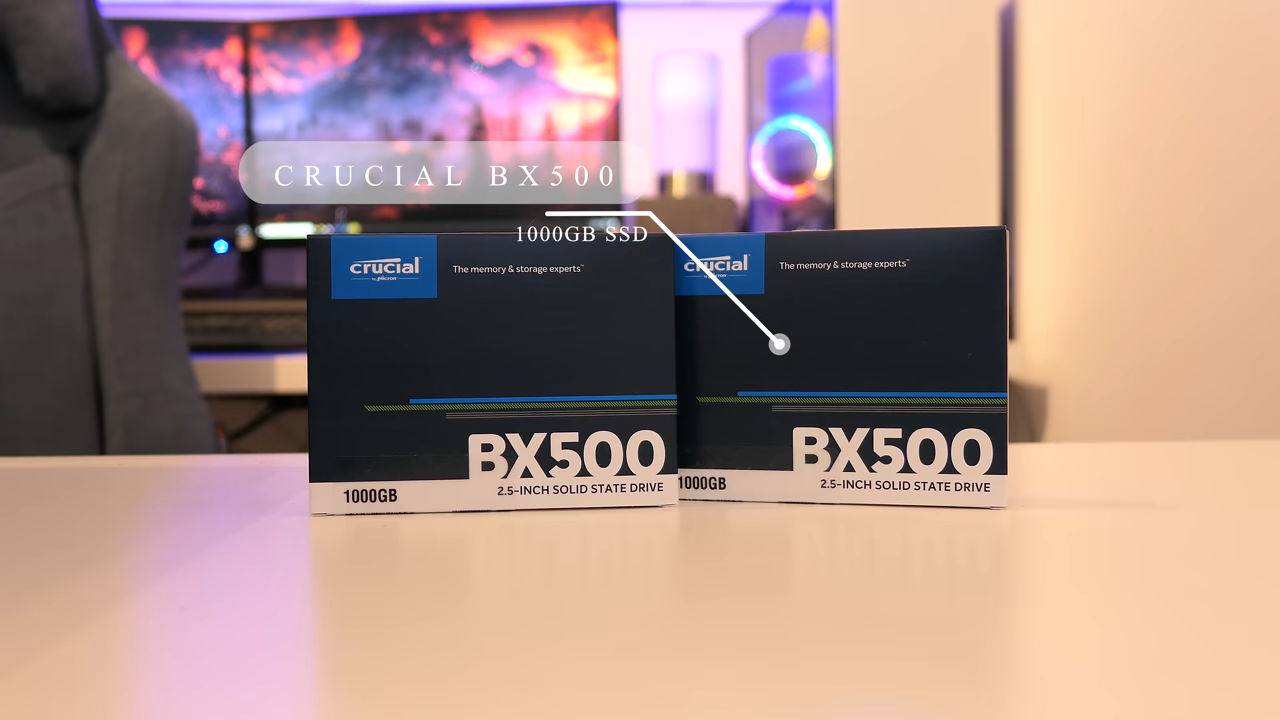 CRUCIAL BX500
1000GB SSD
crucial
by micron
The memory & storage experts™
BX500
1000GB
2.5-INCH SOLID STATE DRIVE
crucial
by micron
The memory & storage experts™
BX500
1000GB
2.5-INCH SOLID STATE DRIVE